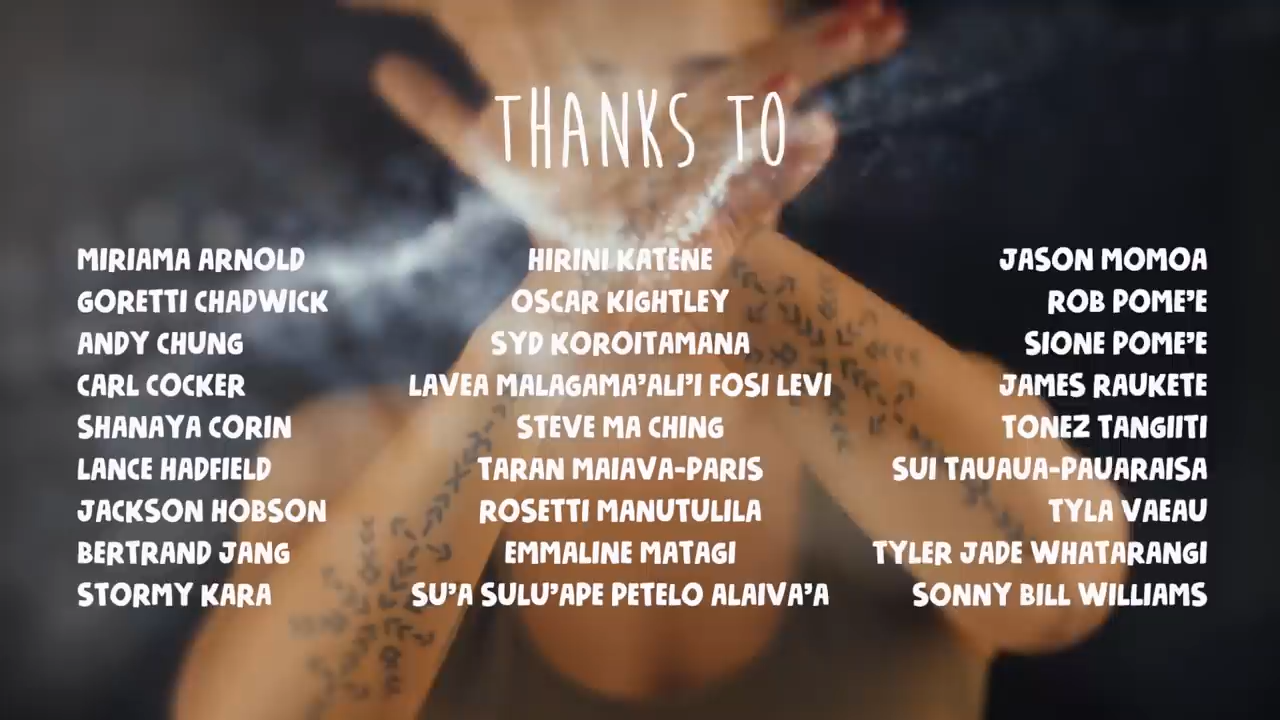 THANKS TO
MIRIAMA ARNOLD
GORETTI CHADWICK
ANDY CHUNG
CARL COCKER
SHANAYA CORIN
LANCE HADFIELD
JACKSON HOBSON
BERTRAND JANG
STORMY KARA
HIRINI KATENE
OSCAR KIGHTLEY
SYD KOROITAMANA
LAVEA MALAGAMA'ALI'I FOSI LEVI
STEVE MA CHING
TARAN MAIAVA-PARIS
ROSETTI MANUTULILA
EMMALINE MATAGI
SU'A SULU'APE PETELO ALAIVA'A
JASON MOMOA
ROB POME'E
SIONE POME'E
JAMES RAUKETE
TONEZ TANGIITI
SUI TAUAUA-PAUARAISA
TYLA VAEAU
TYLER JADE WHATARANGI
SONNY BILL WILLIAMS